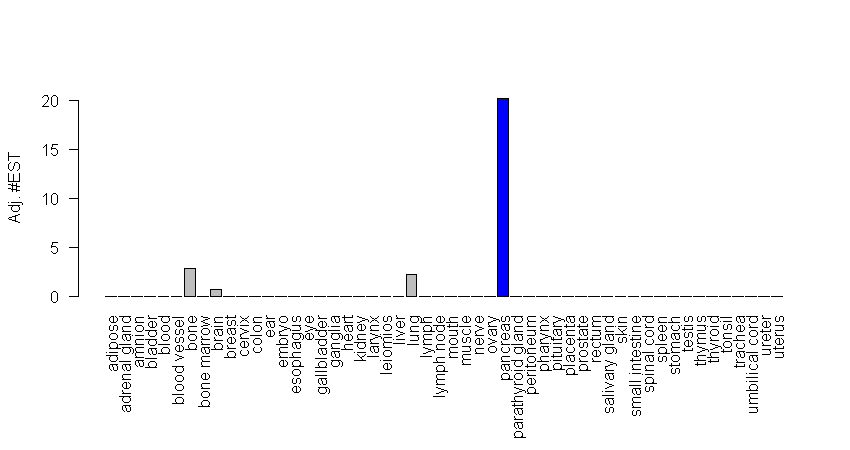 Adj. #EST
20
15
10
5
0
adipose
adrenal gland
amnion
bladder
blood
blood vessel
bone
bone marrow
brain
breast
cervix
colon
ear
embryo
esophagus
eye
gallbladder
ganglia
heart
kidney
larynx
leiomios
liver
lung
lymph
lymph node
mouth
muscle
nerve
ovary
pancreas
parathyroid gland
peritoneum
pharynx
pituitary
placenta
prostate
rectum
salivary gland
skin
small intestine
spinal cord
spleen
stomach
testis
thymus
thyroid
tonsil
trachea
umbilical cord
ureter
uterus